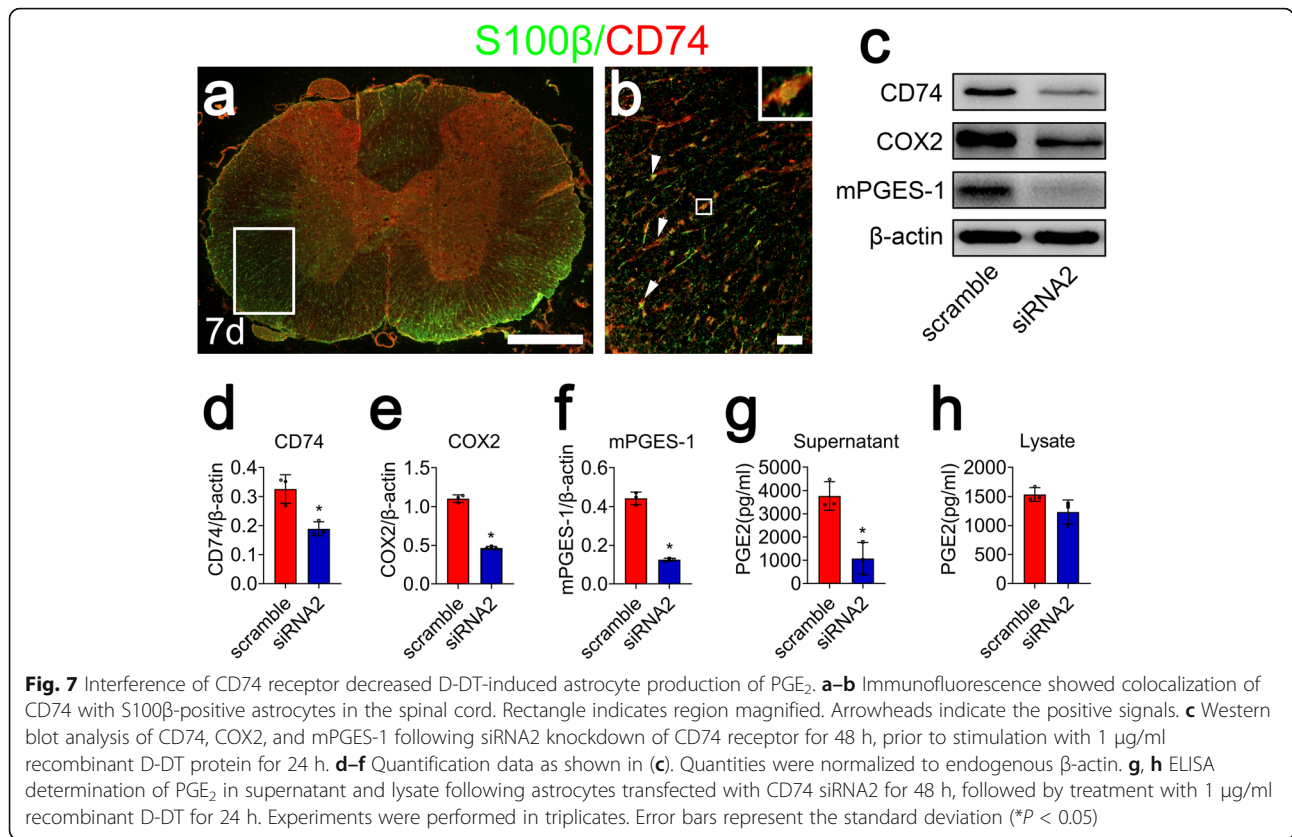 S100β/CD74
a
7d
b
c
CD74
COX2
mPGES-1
β-actin
scramble
siRNA2
d
CD74
CD74/β-actin
0.4
0.3
0.2
0.1
0.0
*
scramble
siRNA2
e
COX2
COX2/β-actin
1.5
1.0
0.5
0.0
*
scramble
siRNA2
f
mPGES-1
mPGES-1/β-actin
0.6
0.4
0.2
0.0
*
scramble
siRNA2
g
Supernatant
PGE2(pg/ml)
4000
5000
3000
2000
1000
0
*
scramble
siRNA2
h
Lysate
PGE2(pg/ml)
2000
1500
1000
500
0
scramble
siRNA2
Fig. 7 Interference of CD74 receptor decreased D-DT-induced astrocyte production of PGE₂. a–b Immunofluorescence showed colocalization of
CD74 with S100β-positive astrocytes in the spinal cord. Rectangle indicates region magnified. Arrowheads indicate the positive signals. c Western
blot analysis of CD74, COX2, and mPGES-1 following siRNA2 knockdown of CD74 receptor for 48 h, prior to stimulation with 1 μg/ml
recombinant D-DT protein for 24 h. d–f Quantification data as shown in (c). Quantities were normalized to endogenous β-actin. g, h ELISA
determination of PGE₂ in supernatant and lysate following astrocytes transfected with CD74 siRNA2 for 48 h, followed by treatment with 1 μg/ml
recombinant D-DT for 24 h. Experiments were performed in triplicates. Error bars represent the standard deviation (*P < 0.05)